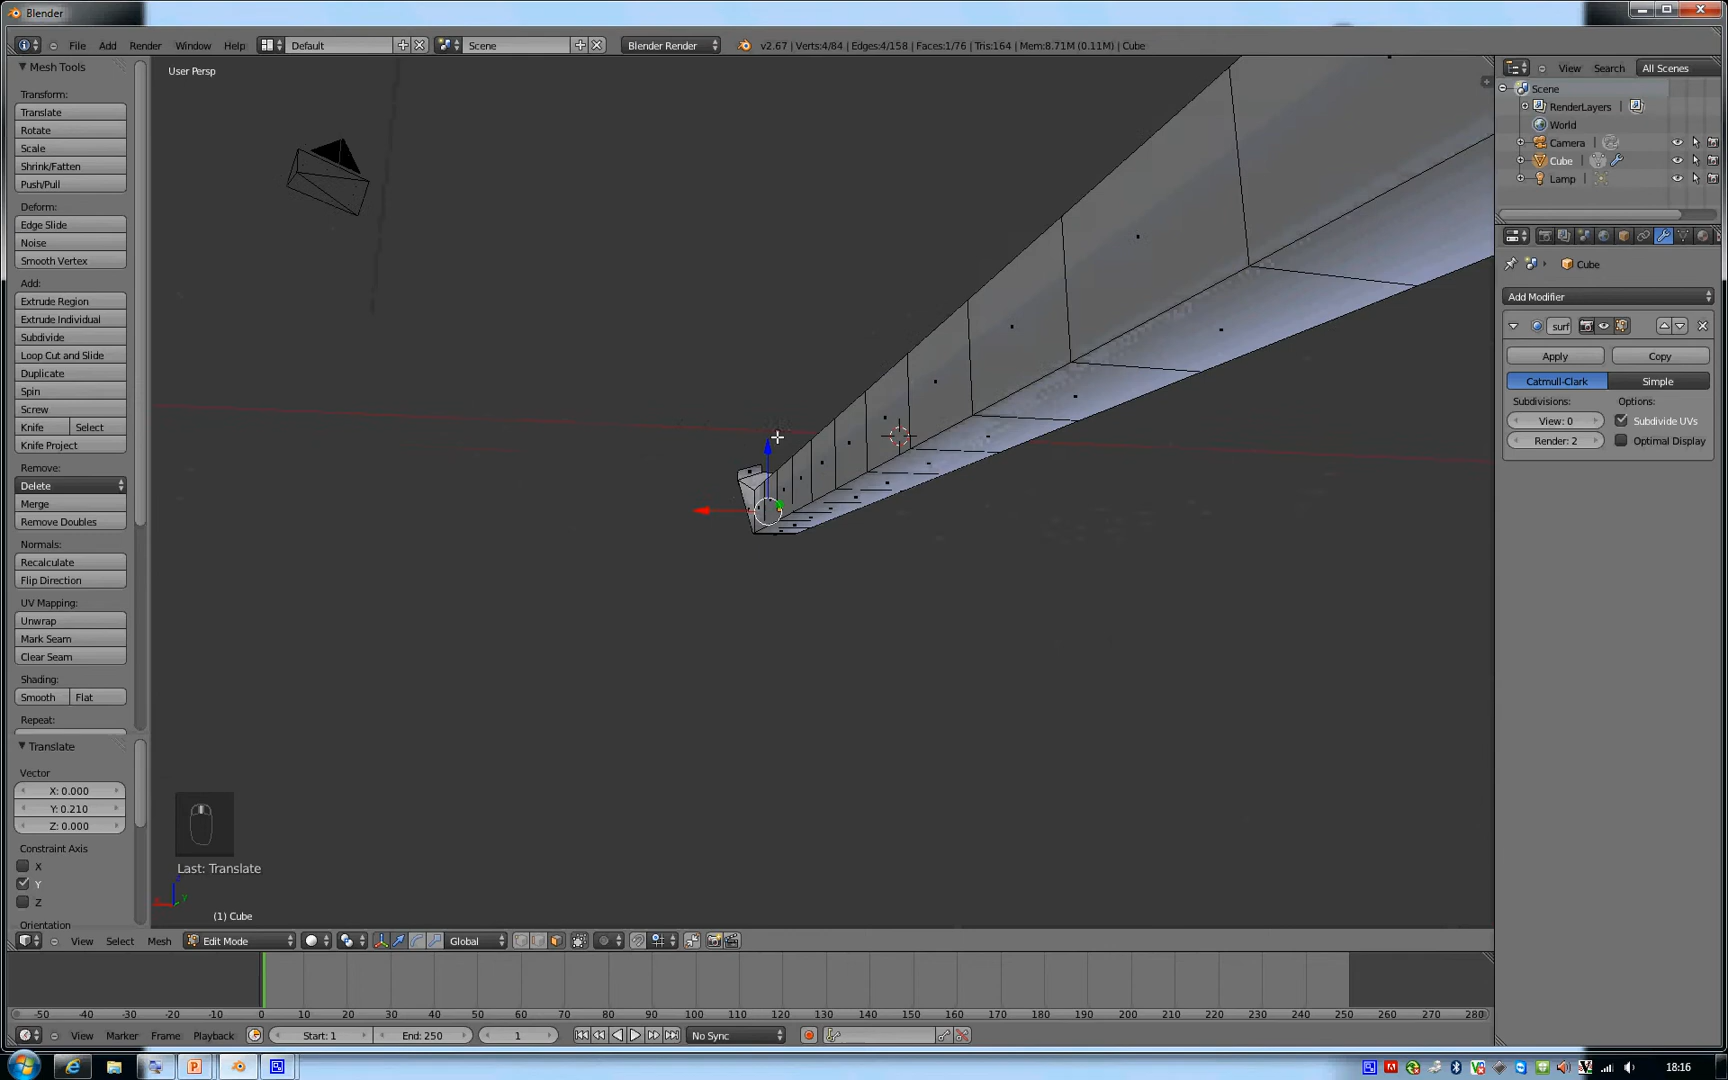 Blender
File Add Render Window Help Default Scene Blender Render v2.67 | Verts:4/84 | Edges:4/158 | Faces:1/76 | Tris:164 | Mem:8.71M (0.11M) | Cube
Mesh Tools
User Persp
View Search All Scenes
Scene
RenderLayers
World
Camera
Cube
Lamp
Transform:
Translate
Rotate
Scale
Shrink/Fatten
Push/Pull
Deform:
Edge Slide
Noise
Smooth Vertex
Add:
Extrude Region
Extrude Individual
Subdivide
Loop Cut and Slide
Duplicate
Spin
Screw
Knife Select
Knife Project
Remove:
Delete
Merge
Remove Doubles
Normals:
Recalculate
Flip Direction
UV Mapping:
Unwrap
Mark Seam
Clear Seam
Shading:
Smooth Flat
Repeat:
Cube
Add Modifier
surf
Apply Copy
Catmull-Clark Simple
Subdivisions: Options:
View: 0 Subdivide UVs
Render: 2 Optimal Display
Translate
Vector
X: 0.000
Y: 0.210
Z: 0.000
Constraint Axis
X
Y
Z
Orientation
Last: Translate
(1) Cube
View Select Mesh Edit Mode Global
-50 -40 -30 -20 -10 0 10 20 30 40 50 60 70 80 90 100 110 120 130 140 150 160 170 180 190 200 210 220 230 240 250 260 270 280
View Marker Frame Playback Start: 1 End: 250 1 No Sync
18:16